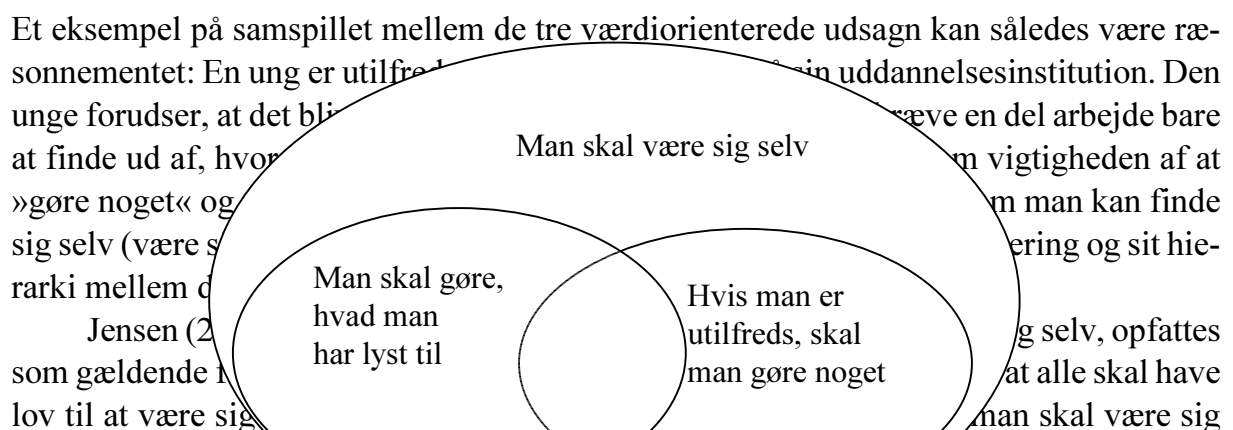 Et eksempel på samspillet mellem de tre værdiorienterede udsagn kan således være ræ-
sonnementet: En ung er utilfred sin uddannelsesinstitution. Den
unge forudser, at det bli ræve en del arbejde bare
at finde ud af, hvor m vigtigheden af at
»gøre noget« og m man kan finde
sig selv (være s ering og sit hie-
rarki mellem d
Jensen (2 g selv, opfattes
som gældende f at alle skal have
lov til at være sig man skal være sig
Man skal være sig selv
Man skal gøre,
hvad man
har lyst til
Hvis man er
utilfreds, skal
man gøre noget